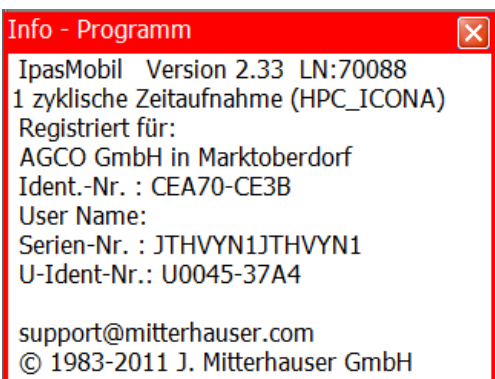 Info - Programm
IpasMobil Version 2.33 LN:70088
1 zyklische Zeitaufnahme (HPC_ICONA)
Registriert für:
AGCO GmbH in Marktoberdorf
Ident.-Nr. : CEA70-CE3B
User Name:
Serien-Nr. : JTHVYN1JTHVYN1
U-Ident-Nr.: U0045-37A4
support@mitterhauser.com
© 1983-2011 J. Mitterhauser GmbH